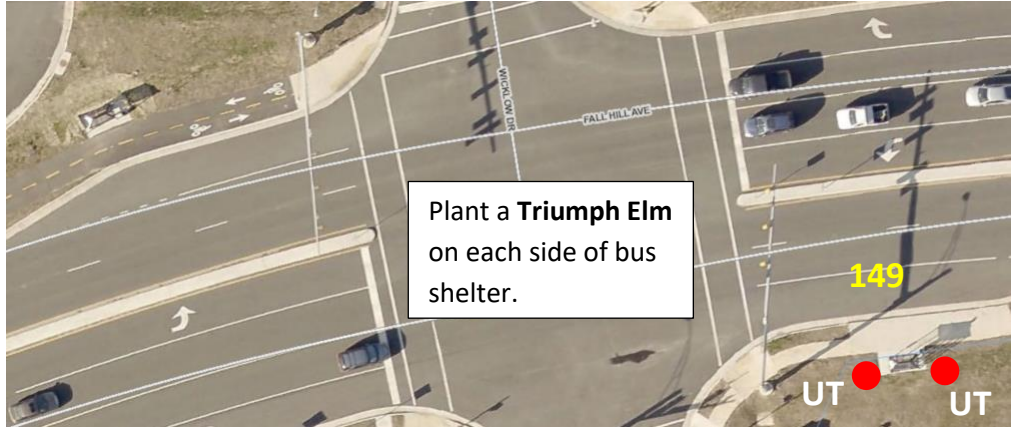 WICKLOW DR
FALL HILL AVE
Plant a Triumph Elm
on each side of bus
shelter.
149
UT
UT